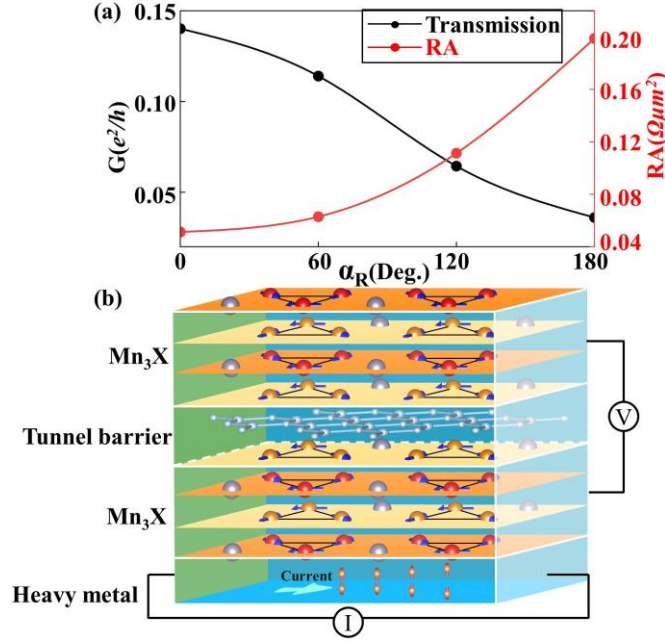 (a)
0.15
0.10
0.05
G(e²/h)
Transmission
RA
0.20
0.16
0.12
0.08
0.04
RA(Ωμm²)
0
60
120
180
α_R(Deg.)
(b)
Mn₃X
Tunnel barrier
Mn₃X
Heavy metal
Current
V
I